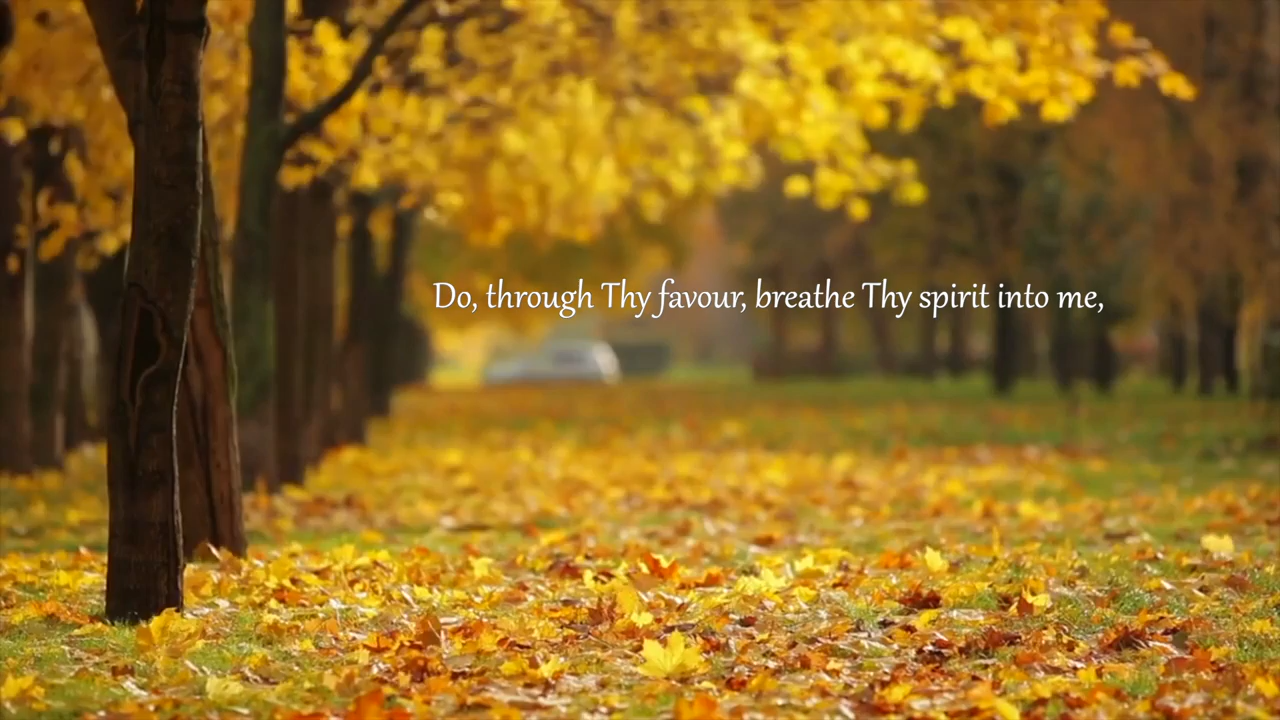 Do, through Thy favour, breathe Thy spirit into me,